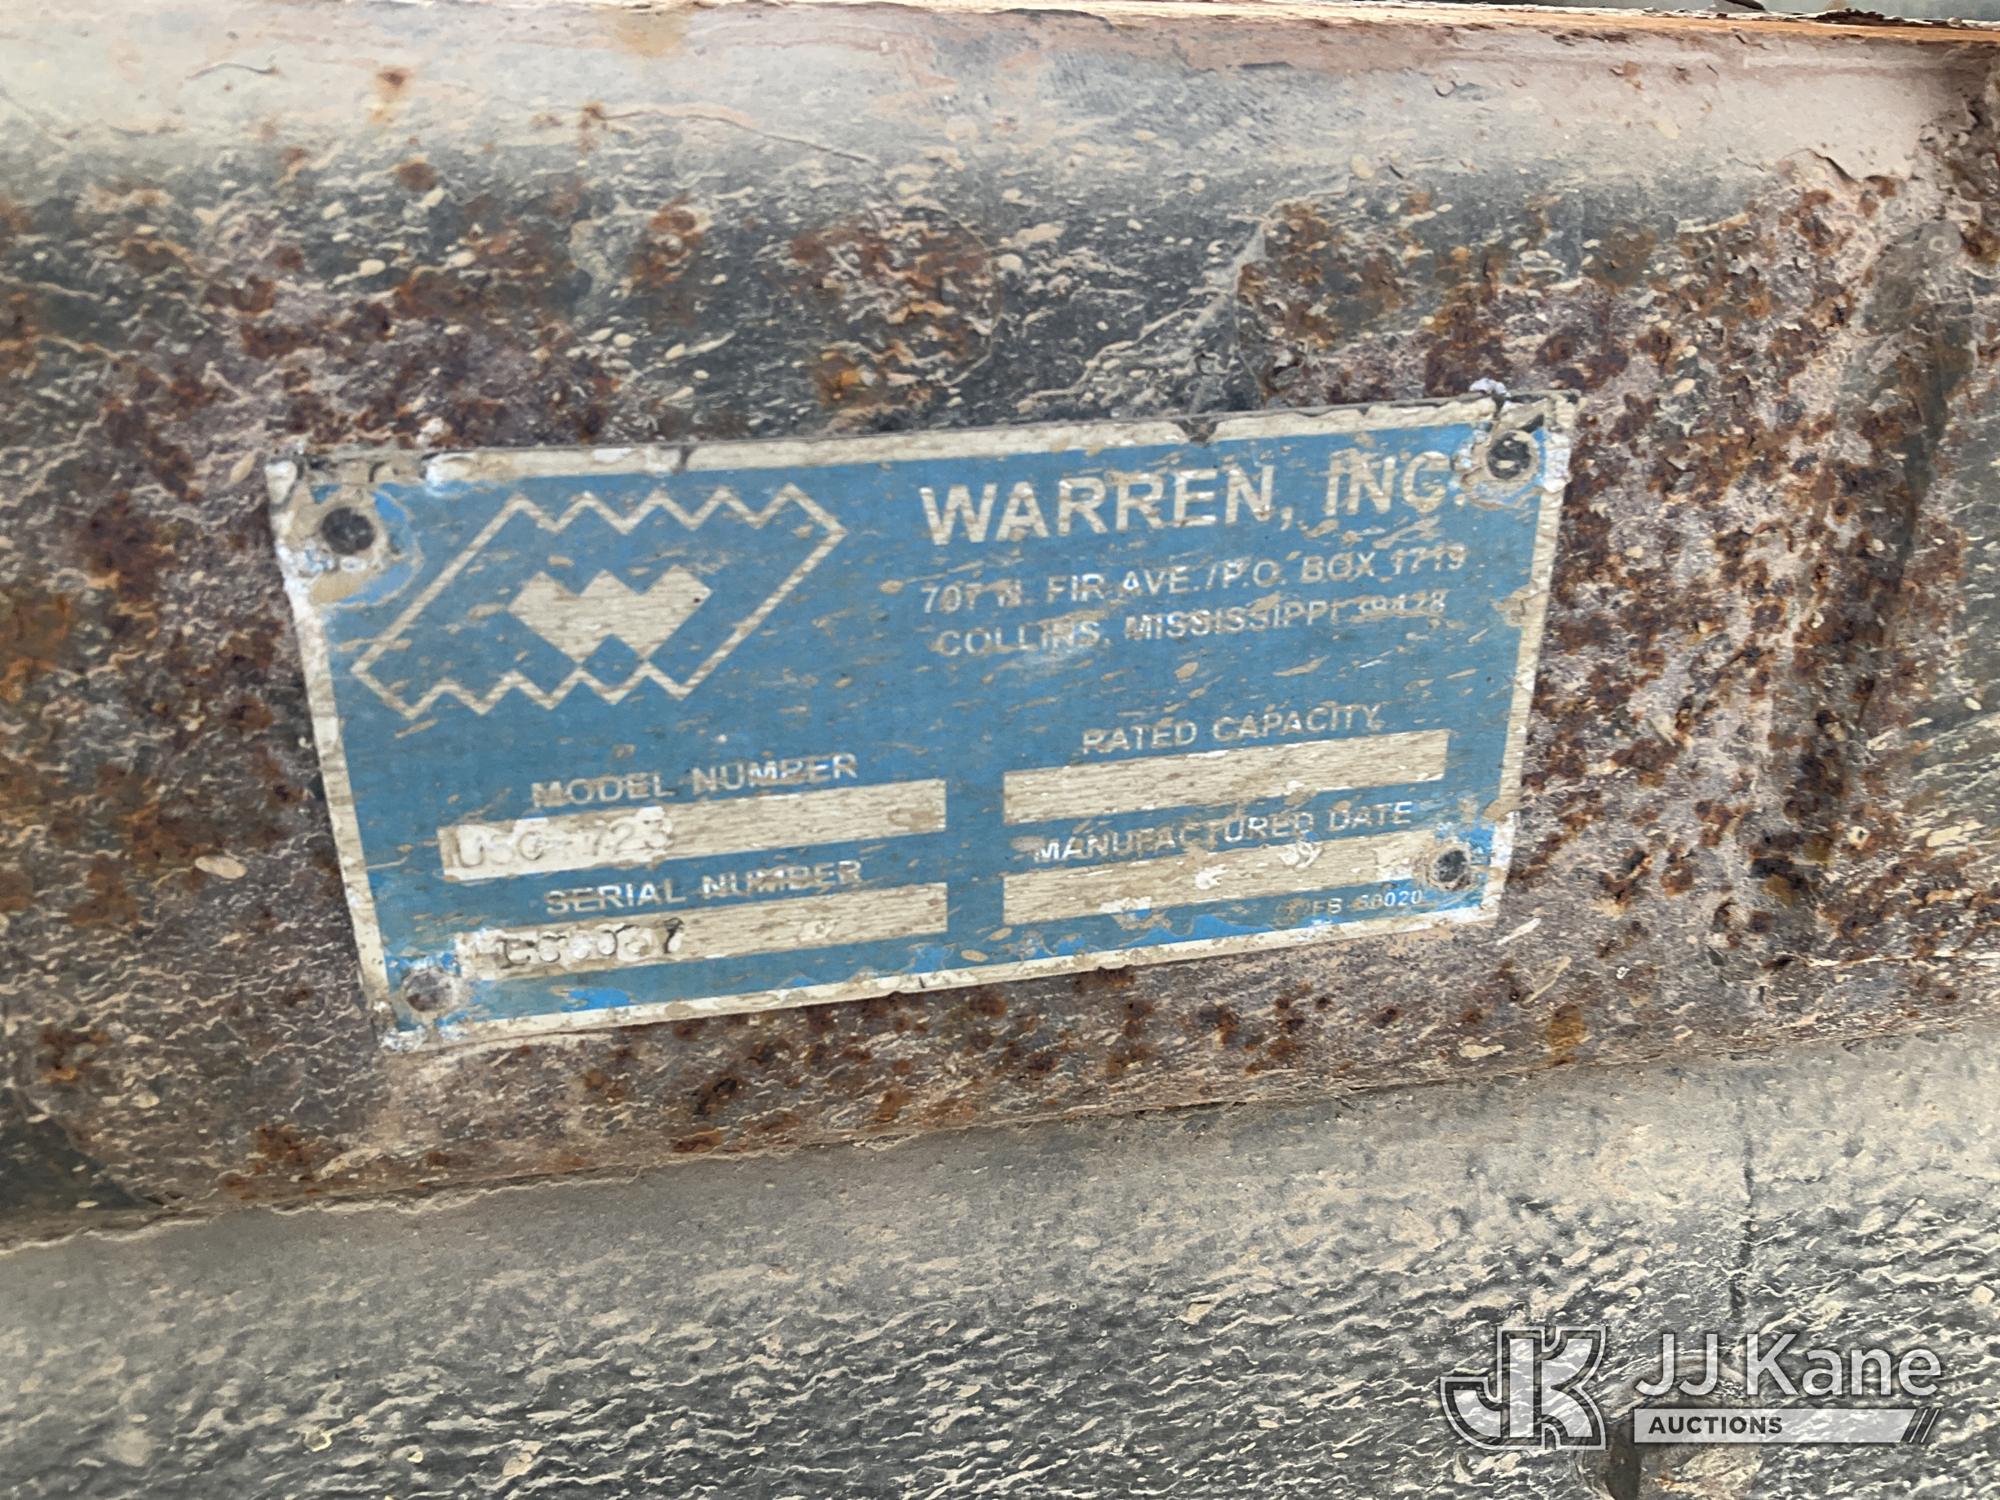 WARREN, INC.
707 N. FIR AVE./P.O. BOX 1719
COLLINS, MISSISSIPPI 39428
MODEL NUMBER
RATED CAPACITY
SERIAL NUMBER
MANUFACTURED DATE
JJ Kane
AUCTIONS